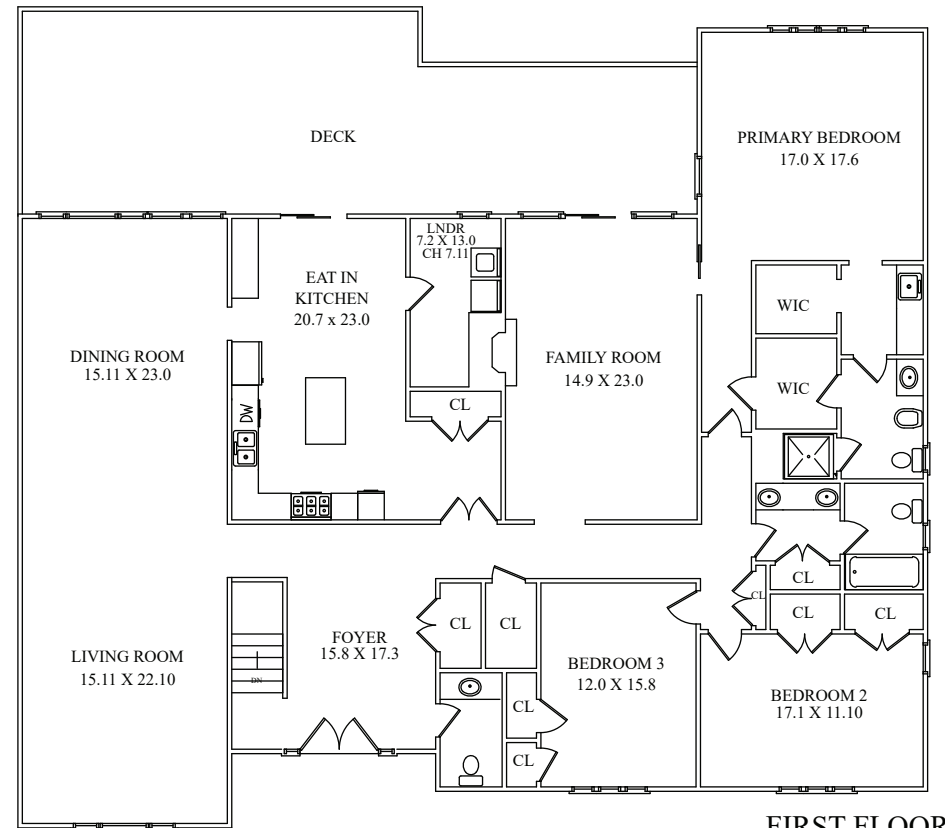 DECK
PRIMARY BEDROOM
17.0 X 17.6
LNDR
7.2 X 13.0
CH 7.11
EAT IN
KITCHEN
20.7 x 23.0
WIC
DINING ROOM
15.11 X 23.0
FAMILY ROOM
14.9 X 23.0
WIC
CL
DW
CL
CL
CL
CL
CL
CL
FOYER
15.8 X 17.3
LIVING ROOM
15.11 X 22.10
DN
BEDROOM 3
12.0 X 15.8
BEDROOM 2
17.1 X 11.10
CL
CL
FIRST FLOOR